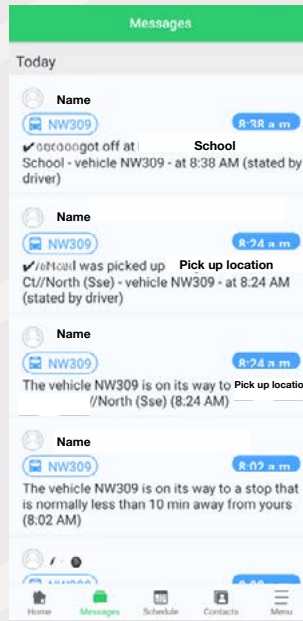 Messages
Today
Name
NW309
8:38 a m
got off at School
School - vehicle NW309 - at 8:38 AM (stated by
driver)
Name
NW309
8:24 a m
was picked up Pick up location
Ct//North (Sse) - vehicle NW309 - at 8:24 AM
(stated by driver)
Name
NW309
8:24 a m
The vehicle NW309 is on its way to Pick up locatio
//North (Sse) (8:24 AM)
Name
NW309
8:02 a m
The vehicle NW309 is on its way to a stop that
is normally less than 10 min away from yours
(8:02 AM)
Home
Messages
Schedule
Contacts
Menu